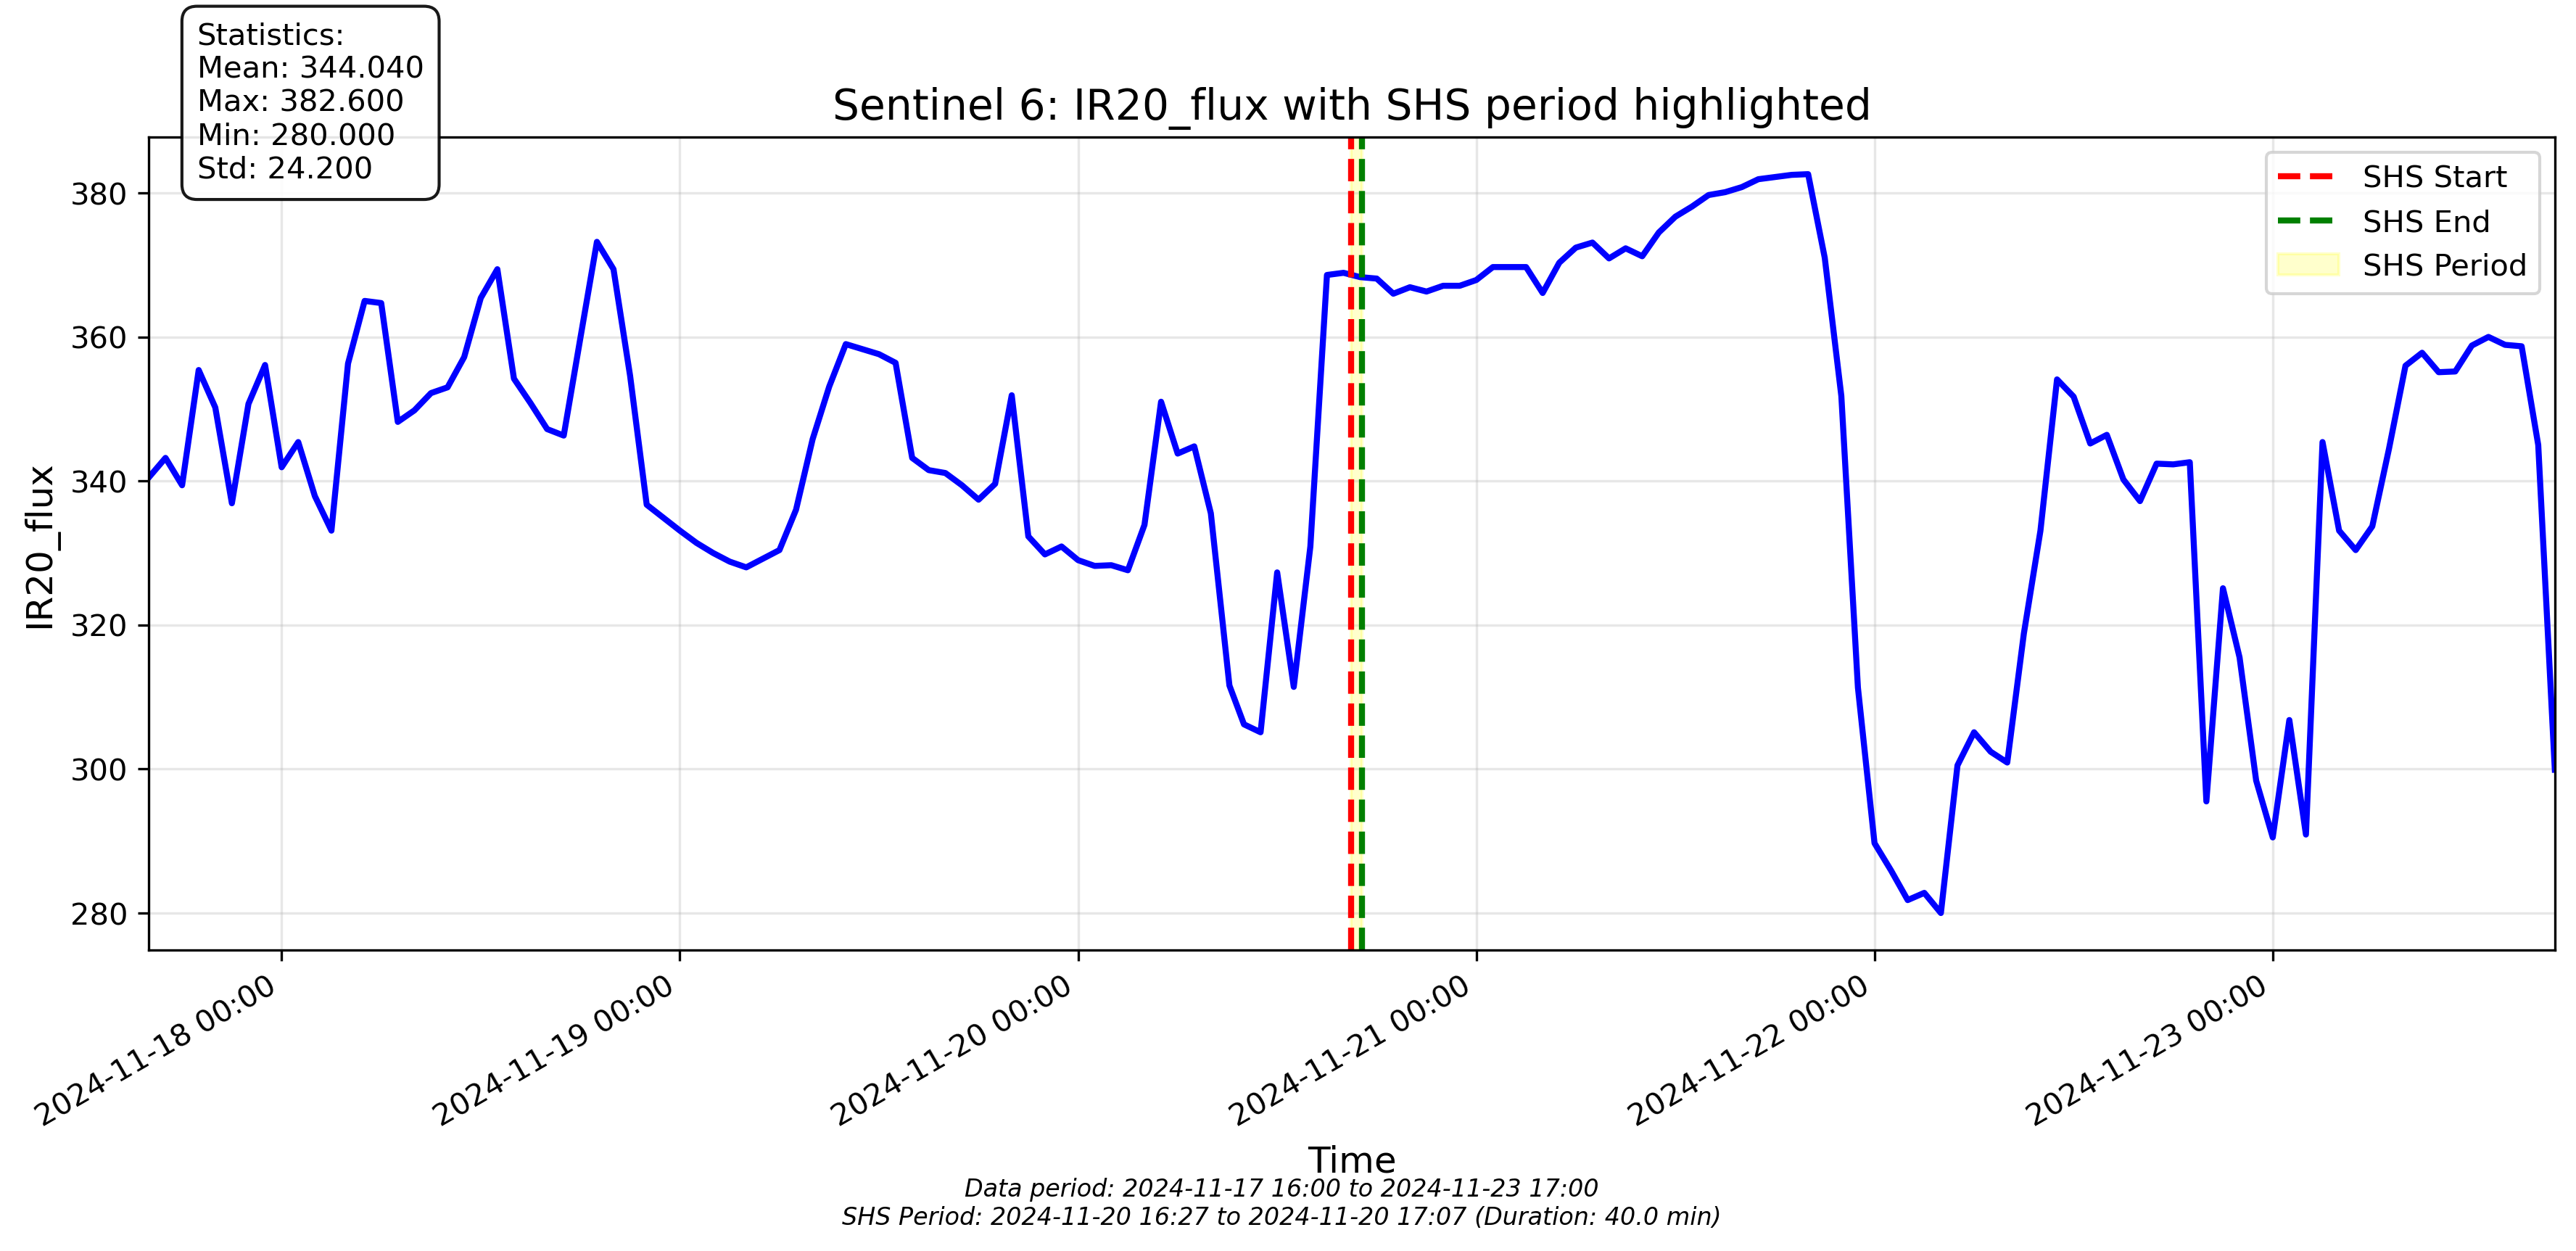 Statistics:
Mean: 344.040
Max: 382.600
Min: 280.000
Std: 24.200
Sentinel 6: IR20_flux with SHS period highlighted
SHS Start
SHS End
SHS Period
IR20_flux
380
360
340
320
300
280
2024-11-18 00:00
2024-11-19 00:00
2024-11-20 00:00
2024-11-21 00:00
2024-11-22 00:00
2024-11-23 00:00
Time
Data period: 2024-11-17 16:00 to 2024-11-23 17:00
SHS Period: 2024-11-20 16:27 to 2024-11-20 17:07 (Duration: 40.0 min)